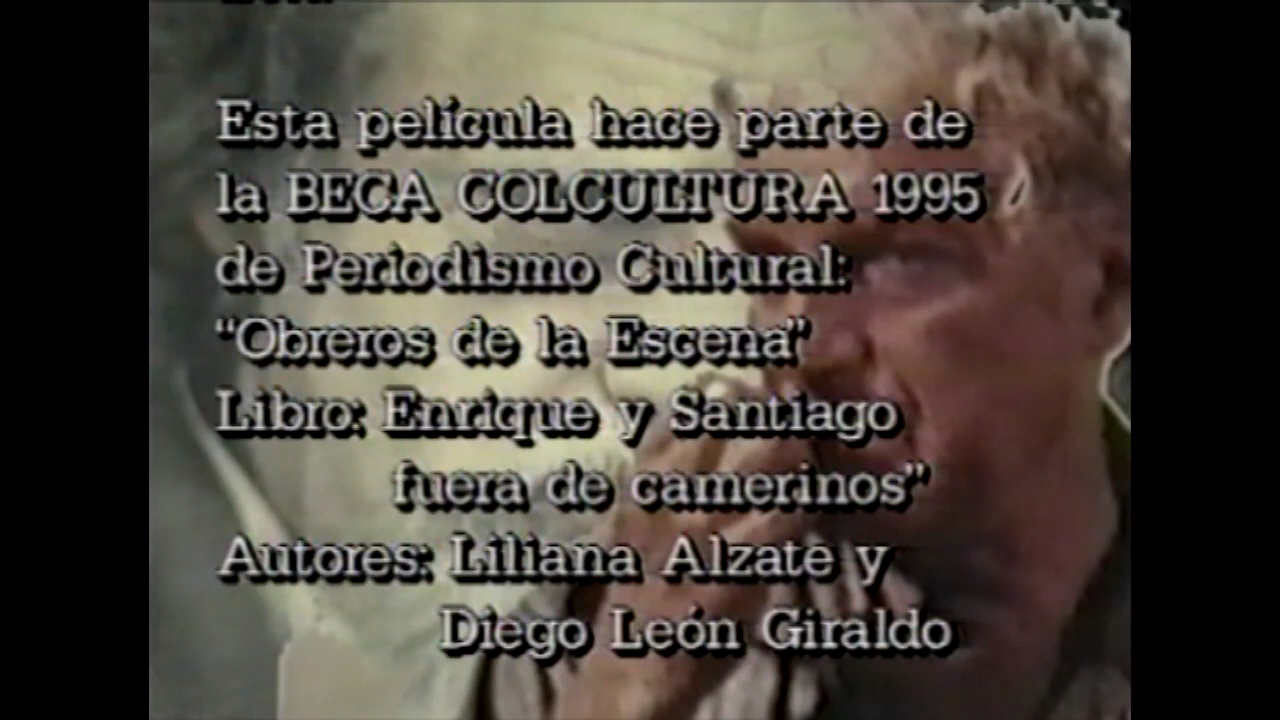 Esta película hace parte de
la BECA COLCULTURA 1995
de Periodismo Cultural:
“Obreros de la Escena”
Libro: Enrique y Santiago
fuera de camerinos”
Autores: Liliana Alzate y
Diego León Giraldo